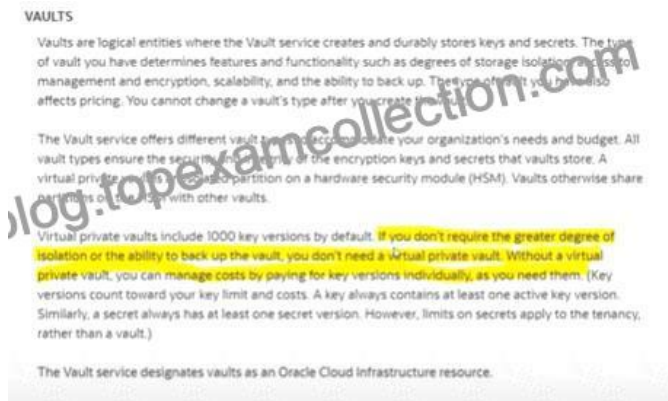 VAULTS
Vaults are logical entities where the Vault service creates and durably stores keys and secrets. The type
of vault you have determines features and functionality such as degrees of storage isolation, access to
management and encryption, scalability, and the ability to back up. The type of vault you have also
affects pricing. You cannot change a vault's type after you create the vault.
The Vault service offers different vault types to accommodate your organization's needs and budget. All
vault types ensure the security and integrity of the encryption keys and secrets that vaults store. A
virtual private vault is an isolated partition on a hardware security module (HSM). Vaults otherwise share
partitions on the HSM with other vaults.
Virtual private vaults include 1000 key versions by default. If you don't require the greater degree of
isolation or the ability to back up the vault, you don't need a virtual private vault. Without a virtual
private vault, you can manage costs by paying for key versions individually, as you need them. (Key
versions count toward your key limit and costs. A key always contains at least one active key version.
Similarly, a secret always has at least one secret version. However, limits on secrets apply to the tenancy,
rather than a vault.)
The Vault service designates vaults as an Oracle Cloud Infrastructure resource.
blog.topexamcollection.com